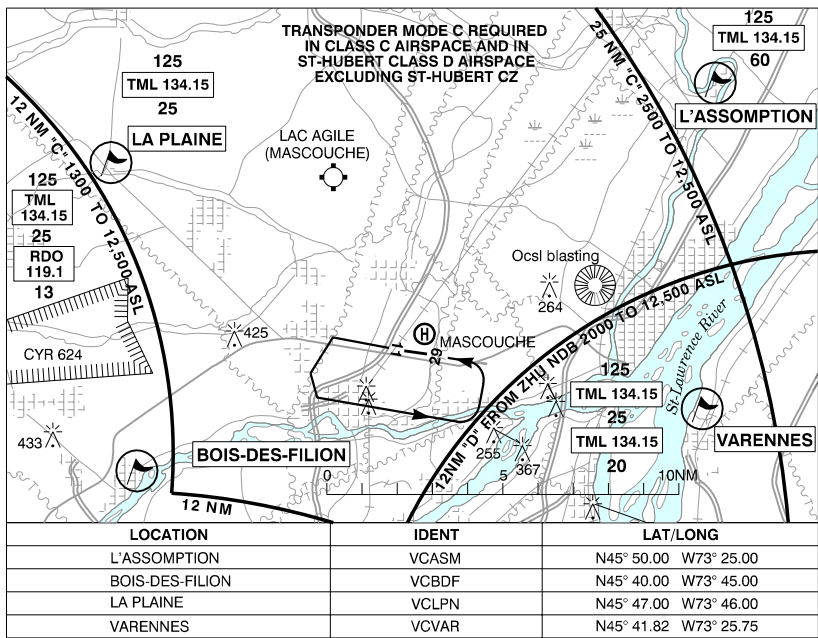 TRANSPONDER MODE C REQUIRED
IN CLASS C AIRSPACE AND IN
ST-HUBERT CLASS D AIRSPACE
EXCLUDING ST-HUBERT CZ
125
TML 134.15
25
LA PLAINE
125
TML 134.15
60
L'ASSOMPTION
LAC AGILE
(MASCOUCHE)
12 NM "C" 1300 TO 12,500 ASL
25 NM "C" 2500 TO 12,500 ASL
125
TML
134.15
25
RDO
119.1
13
CYR 624
Ocsl blasting
264
425
H
MASCOUCHE
11
29
12NM "D" FROM ZHU NDB 2000 TO 12,500 ASL
St-Lawrence River
125
TML 134.15
25
TML 134.15
20
VARENNES
433
BOIS-DES-FILION
255
367
0
5
10NM
12 NM
LOCATION IDENT LAT/LONG
L'ASSOMPTION VCASM N45° 50.00 W73° 25.00
BOIS-DES-FILION VCBDF N45° 40.00 W73° 45.00
LA PLAINE VCLPN N45° 47.00 W73° 46.00
VARENNES VCVAR N45° 41.82 W73° 25.75